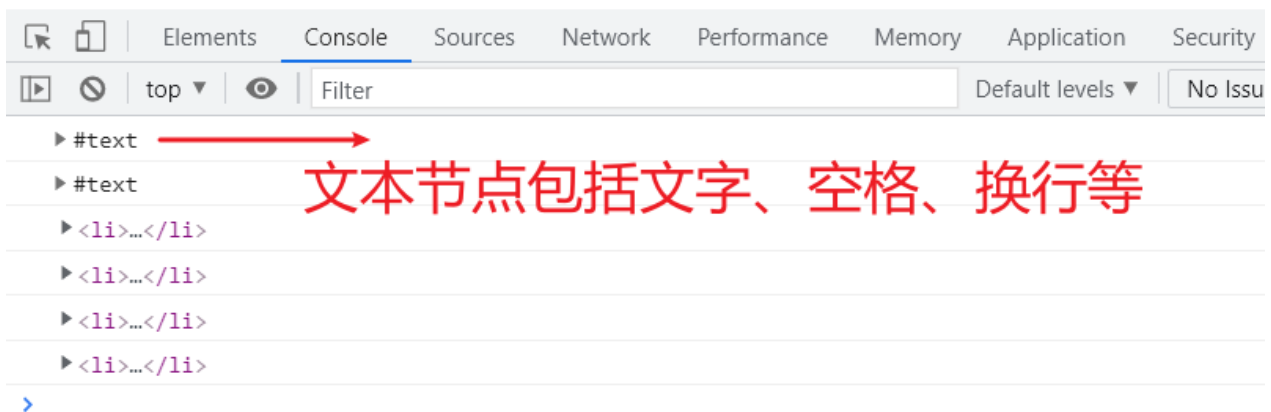 Elements Console Sources Network Performance Memory Application Security
top ▼ Filter Default levels ▼ No Issu
▶ #text
文本节点包括文字、空格、换行等
▶ #text
▶ <li>…</li>
▶ <li>…</li>
▶ <li>…</li>
▶ <li>…</li>
>